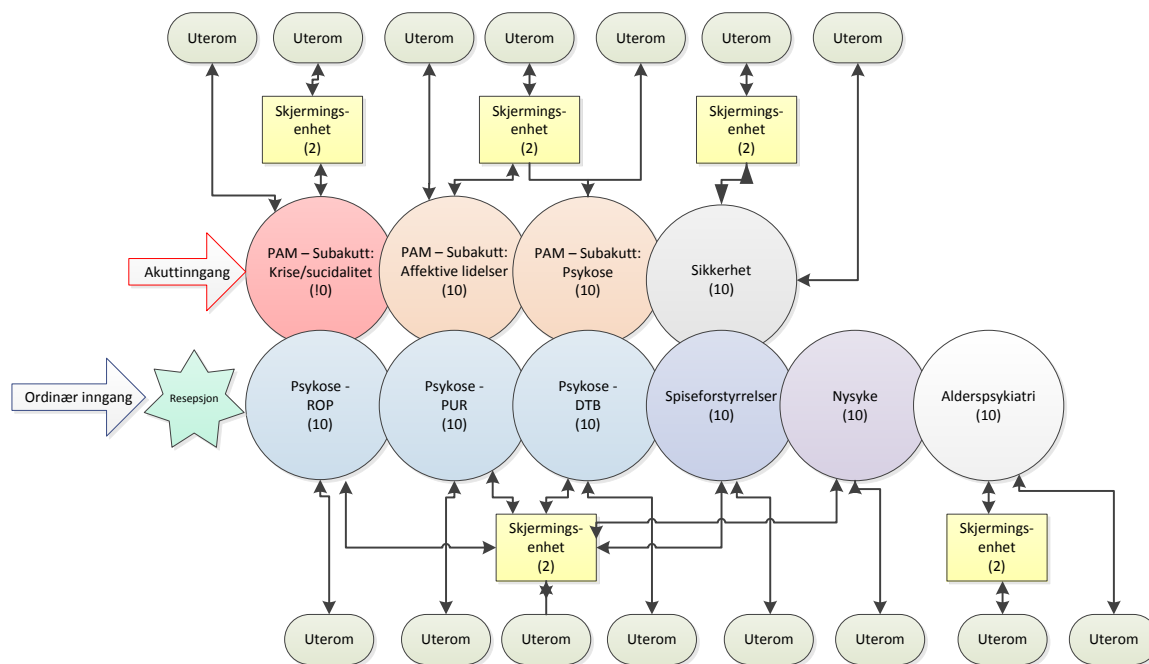 Uterom
Uterom
Uterom
Uterom
Uterom
Uterom
Uterom
Skjermings-
enhet
(2)
Skjermings-
enhet
(2)
Skjermings-
enhet
(2)
Akuttinngang
PAM – Subakutt:
Krise/sucidalitet
(!0)
PAM – Subakutt:
Affektive lidelser
(10)
PAM – Subakutt:
Psykose
(10)
Sikkerhet
(10)
Ordinær inngang
Resepsjon
Psykose -
ROP
(10)
Psykose -
PUR
(10)
Psykose -
DTB
(10)
Spiseforstyrrelser
(10)
Nysyke
(10)
Alderspsykiatri
(10)
Skjermings-
enhet
(2)
Skjermings-
enhet
(2)
Uterom
Uterom
Uterom
Uterom
Uterom
Uterom
Uterom
Uterom